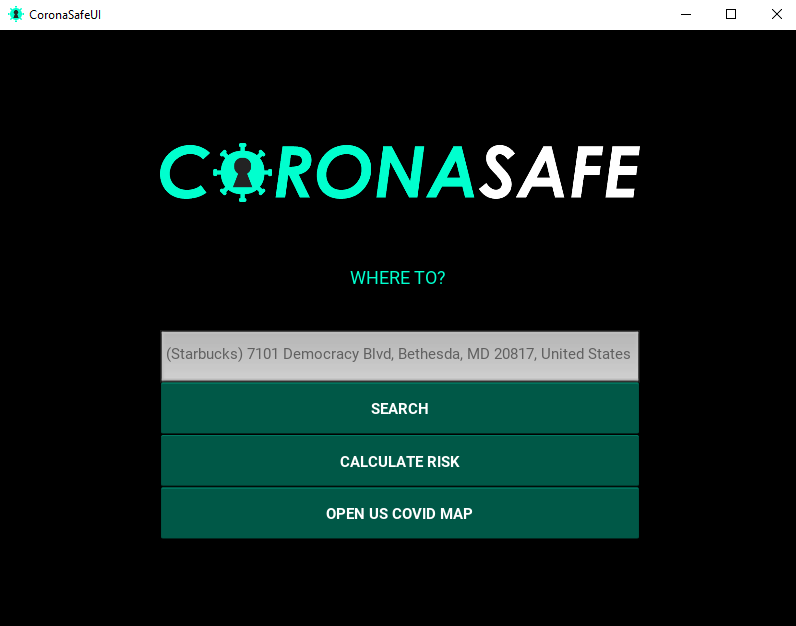 CoronaSafeUI
CORONASAFE
WHERE TO?
(Starbucks) 7101 Democracy Blvd, Bethesda, MD 20817, United States
SEARCH
CALCULATE RISK
OPEN US COVID MAP